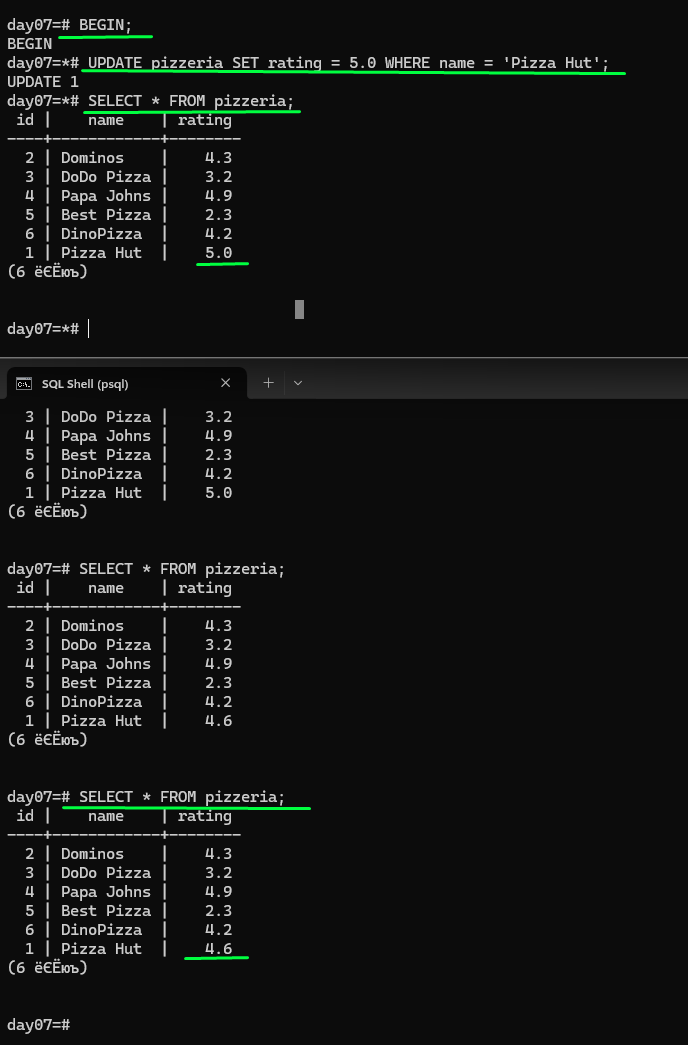 day07=# BEGIN;
BEGIN
day07=*# UPDATE pizzeria SET rating = 5.0 WHERE name = 'Pizza Hut';
UPDATE 1
day07=*# SELECT * FROM pizzeria;
 id |    name    | rating
----+------------+--------
  2 | Dominos    |    4.3
  3 | DoDo Pizza |    3.2
  4 | Papa Johns |    4.9
  5 | Best Pizza |    2.3
  6 | DinoPizza  |    4.2
  1 | Pizza Hut  |    5.0
(6 ёЄЁюъ)
day07=*#
SQL Shell (psql)
  3 | DoDo Pizza |    3.2
  4 | Papa Johns |    4.9
  5 | Best Pizza |    2.3
  6 | DinoPizza  |    4.2
  1 | Pizza Hut  |    5.0
(6 ёЄЁюъ)
day07=# SELECT * FROM pizzeria;
 id |    name    | rating
----+------------+--------
  2 | Dominos    |    4.3
  3 | DoDo Pizza |    3.2
  4 | Papa Johns |    4.9
  5 | Best Pizza |    2.3
  6 | DinoPizza  |    4.2
  1 | Pizza Hut  |    4.6
(6 ёЄЁюъ)
day07=# SELECT * FROM pizzeria;
 id |    name    | rating
----+------------+--------
  2 | Dominos    |    4.3
  3 | DoDo Pizza |    3.2
  4 | Papa Johns |    4.9
  5 | Best Pizza |    2.3
  6 | DinoPizza  |    4.2
  1 | Pizza Hut  |    4.6
(6 ёЄЁюъ)
day07=#